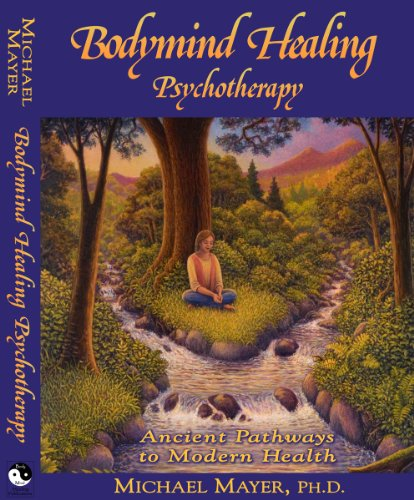 MICHAEL
MAYER
Bodymind Healing Psychotherapy
Bodymind Healing
Psychotherapy
Ancient Pathways
to Modern Health
MICHAEL MAYER, PH.D.